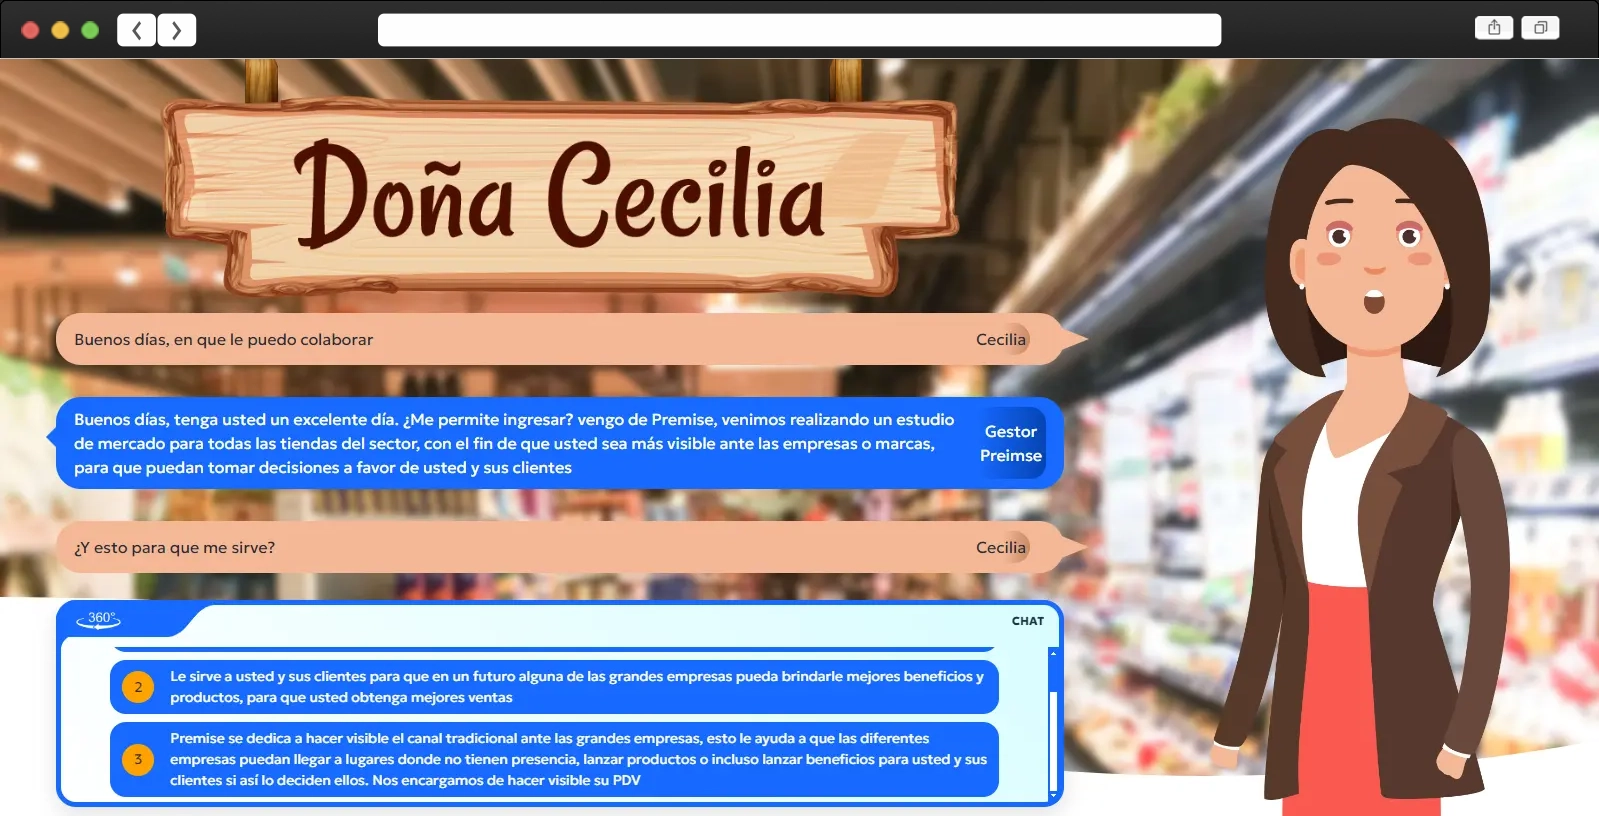 Doña Cecilia
Buenos días, en que le puedo colaborar
Cecilia
Buenos días, tenga usted un excelente día. ¿Me permite ingresar? vengo de Premise, venimos realizando un estudio
de mercado para todas las tiendas del sector, con el fin de que usted sea más visible ante las empresas o marcas,
para que puedan tomar decisiones a favor de usted y sus clientes
Gestor
Preimse
¿Y esto para que me sirve?
Cecilia
360°
CHAT
2
Le sirve a usted y sus clientes para que en un futuro alguna de las grandes empresas pueda brindarle mejores beneficios y
productos, para que usted obtenga mejores ventas
3
Premise se dedica a hacer visible el canal tradicional ante las grandes empresas, esto le ayuda a que las diferentes
empresas puedan llegar a lugares donde no tienen presencia, lanzar productos o incluso lanzar beneficios para usted y sus
clientes si así lo deciden ellos. Nos encargamos de hacer visible su PDV